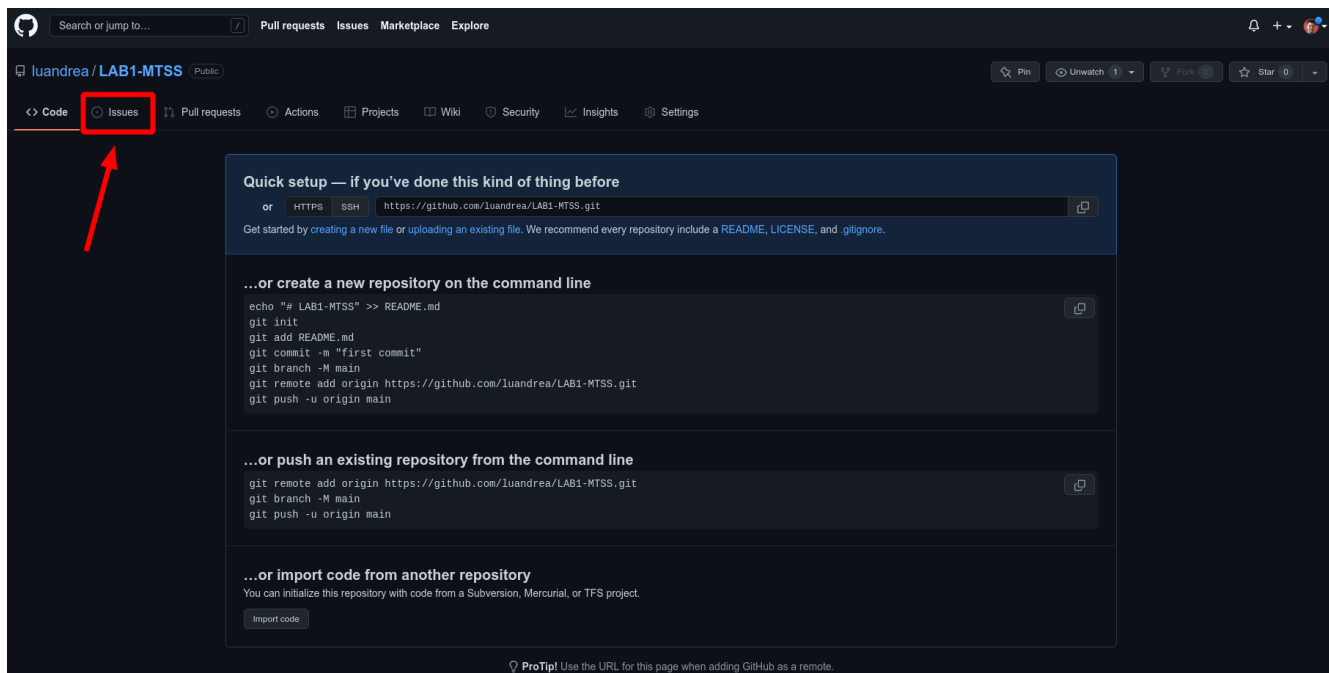 Search or jump to... / Pull requests Issues Marketplace Explore
luandrea / LAB1-MTSS Public Pin Unwatch 1 Fork 0 Star 0
<> Code Issues Pull requests Actions Projects Wiki Security Insights Settings
Quick setup — if you've done this kind of thing before
or HTTPS SSH https://github.com/luandrea/LAB1-MTSS.git
Get started by creating a new file or uploading an existing file. We recommend every repository include a README, LICENSE, and .gitignore.
…or create a new repository on the command line
echo "# LAB1-MTSS" >> README.md
git init
git add README.md
git commit -m "first commit"
git branch -M main
git remote add origin https://github.com/luandrea/LAB1-MTSS.git
git push -u origin main
…or push an existing repository from the command line
git remote add origin https://github.com/luandrea/LAB1-MTSS.git
git branch -M main
git push -u origin main
…or import code from another repository
You can initialize this repository with code from a Subversion, Mercurial, or TFS project.
Import code
ProTip! Use the URL for this page when adding GitHub as a remote.